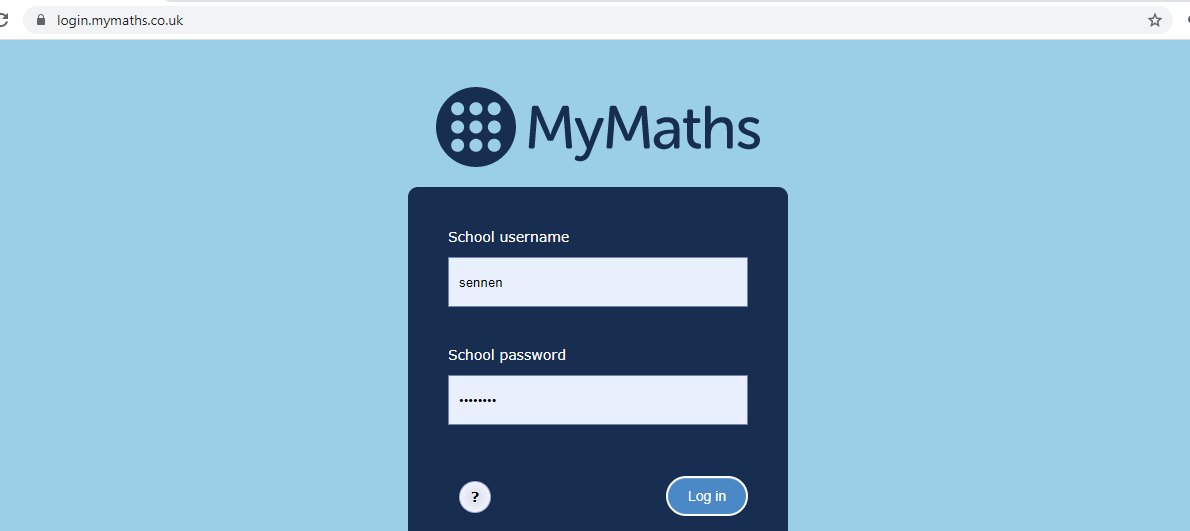 login.mymaths.co.uk
MyMaths
School username
sennen
School password
••••••••
?
Log in